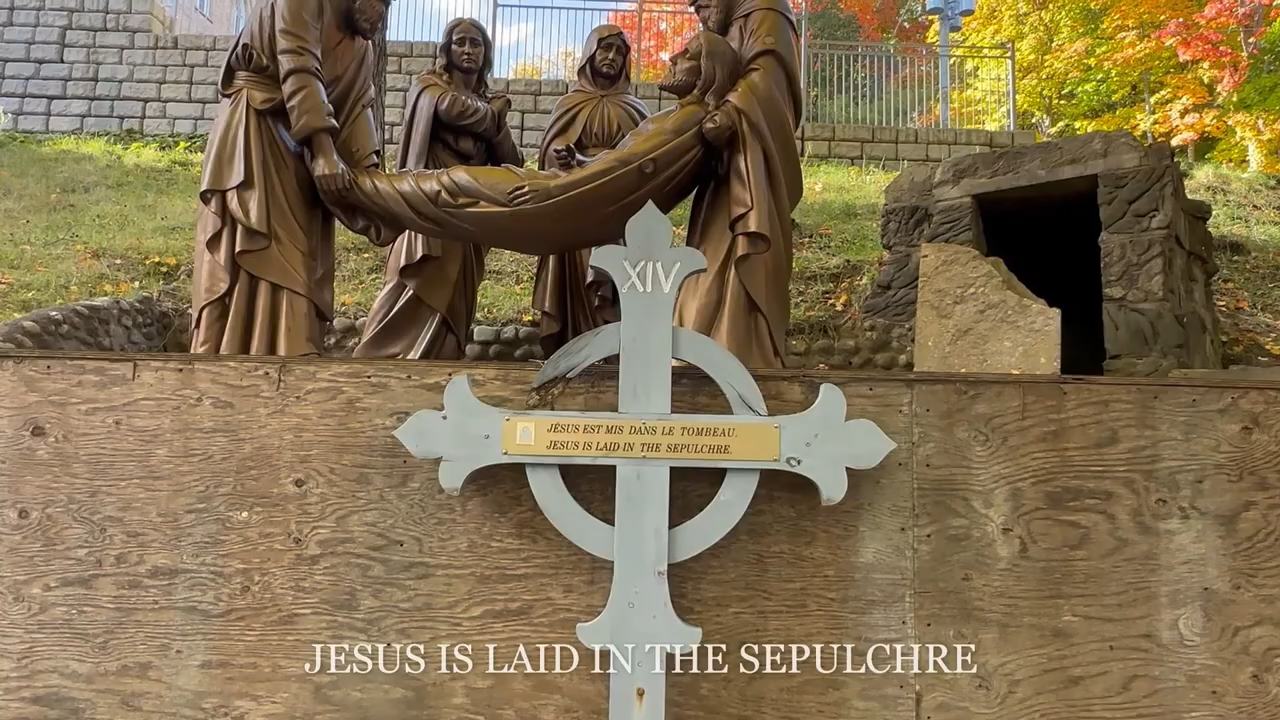 XIV
JÉSUS EST MIS DANS LE TOMBEAU.
JESUS IS LAID IN THE SEPULCHRE.
JESUS IS LAID IN THE SEPULCHRE